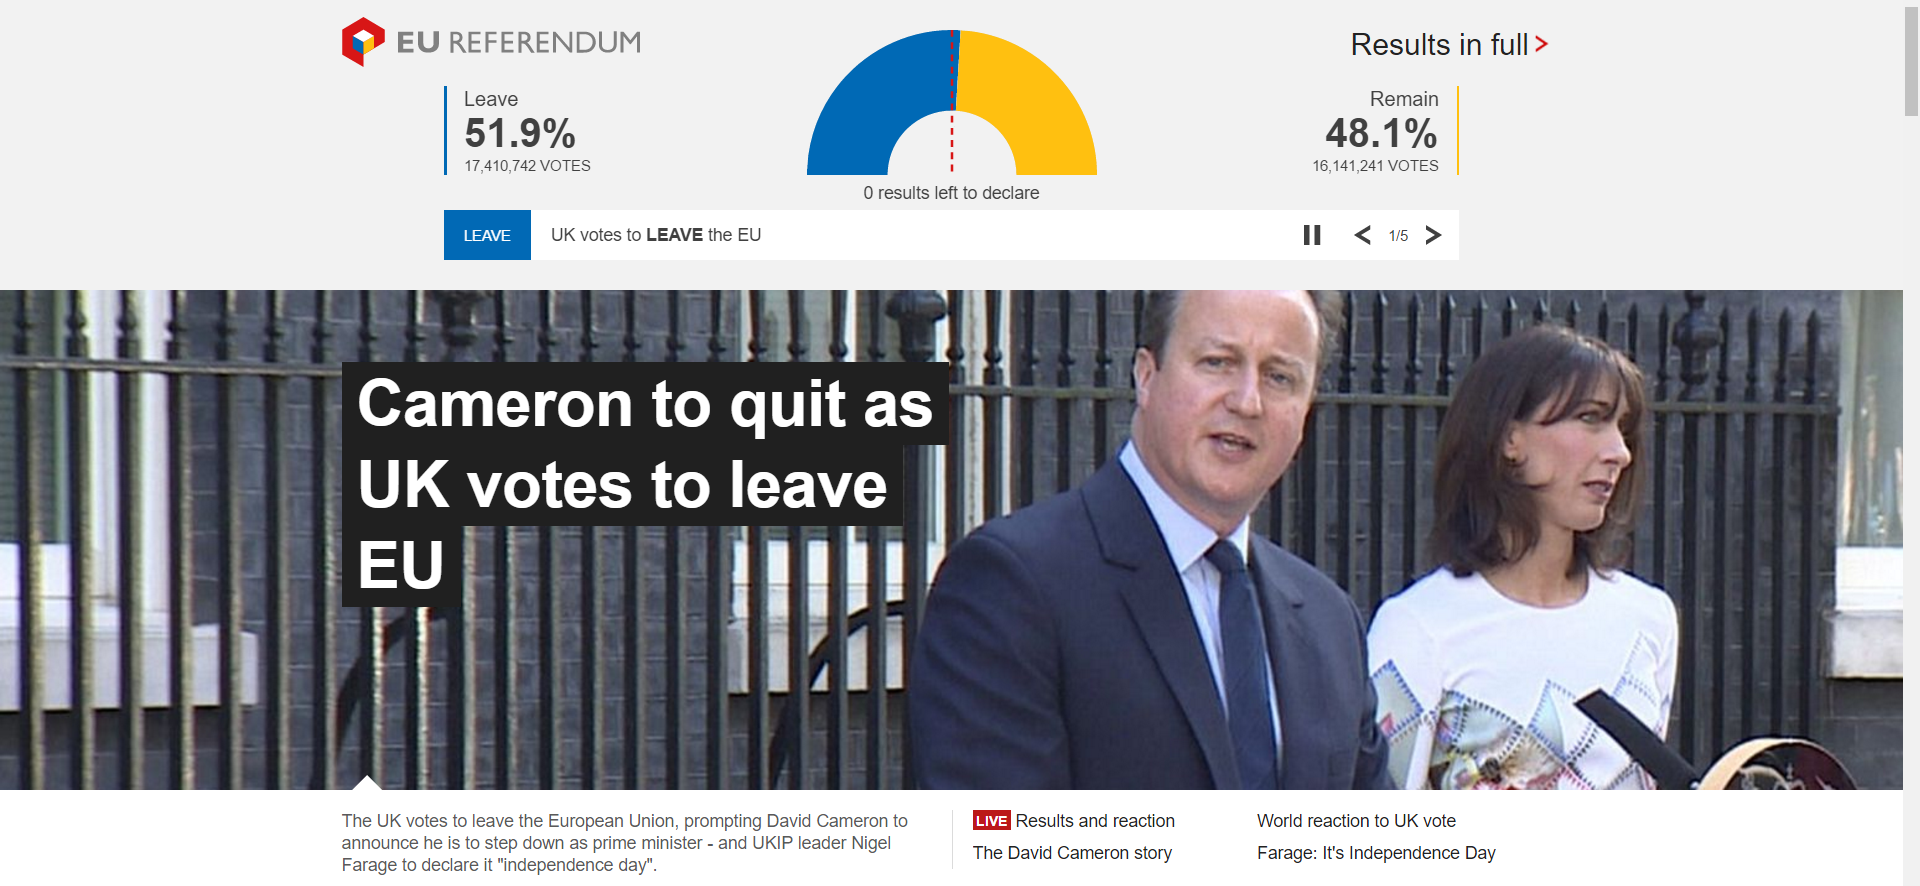 EU REFERENDUM
Results in full
Leave
51.9%
17,410,742 VOTES
Remain
48.1%
16,141,241 VOTES
0 results left to declare
LEAVE
UK votes to LEAVE the EU
1/5
Cameron to quit as
UK votes to leave
EU
The UK votes to leave the European Union, prompting David Cameron to
announce he is to step down as prime minister - and UKIP leader Nigel
Farage to declare it "independence day".
LIVE Results and reaction
The David Cameron story
World reaction to UK vote
Farage: It's Independence Day